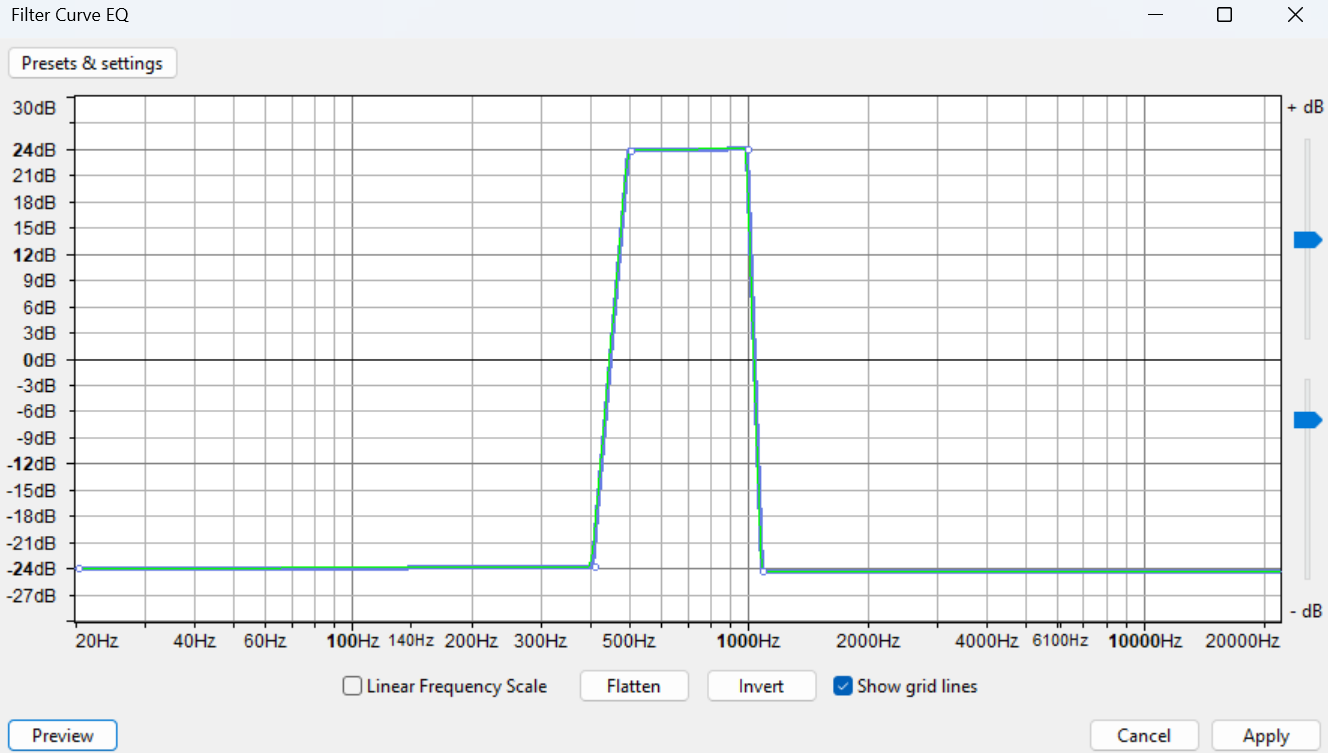 Filter Curve EQ
Presets & settings
30dB
+ dB
24dB
21dB
18dB
15dB
12dB
9dB
6dB
3dB
0dB
-3dB
-6dB
-9dB
-12dB
-15dB
-18dB
-21dB
-24dB
-27dB
- dB
20Hz 40Hz 60Hz 100Hz 140Hz 200Hz 300Hz 500Hz 1000Hz 2000Hz 4000Hz 6100Hz 10000Hz 20000Hz
Linear Frequency Scale Flatten Invert Show grid lines
Preview Cancel Apply